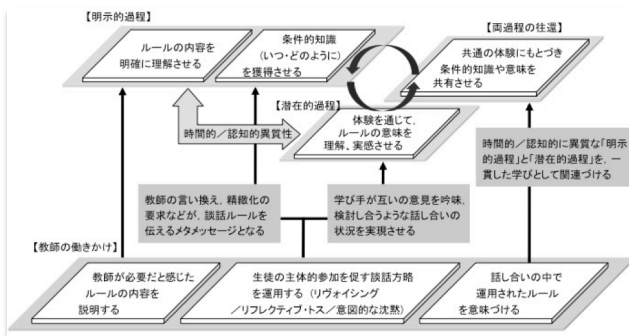 【明示的過程】
【両過程の往還】
ルールの内容を
明確に理解させる
条件的知識
(いつ・どのように)
を獲得させる
共通の体験にもとづき
条件的知識や意味を
共有させる
【潜在的過程】
時間的/認知的異質性
体験を通じて,
ルールの意味を
理解、実感させる
教師の言い換え, 精緻化の
要求などが, 談話ルールを
伝えるメタメッセージとなる
学び手が互いの意見を吟味,
検討し合うような話し合いの
状況を実現させる
時間的/認知的に異質な「明示
的過程」と「潜在的過程」を, 一
貫した学びとして関連づける
【教師の働きかけ】
教師が必要だと感じた
ルールの内容を
説明する
生徒の主体的参加を促す談話方略
を運用する (リヴォイシング
/リフレクティブ・トス/意図的な沈黙)
話し合いの中で
運用されたルール
を意味づける